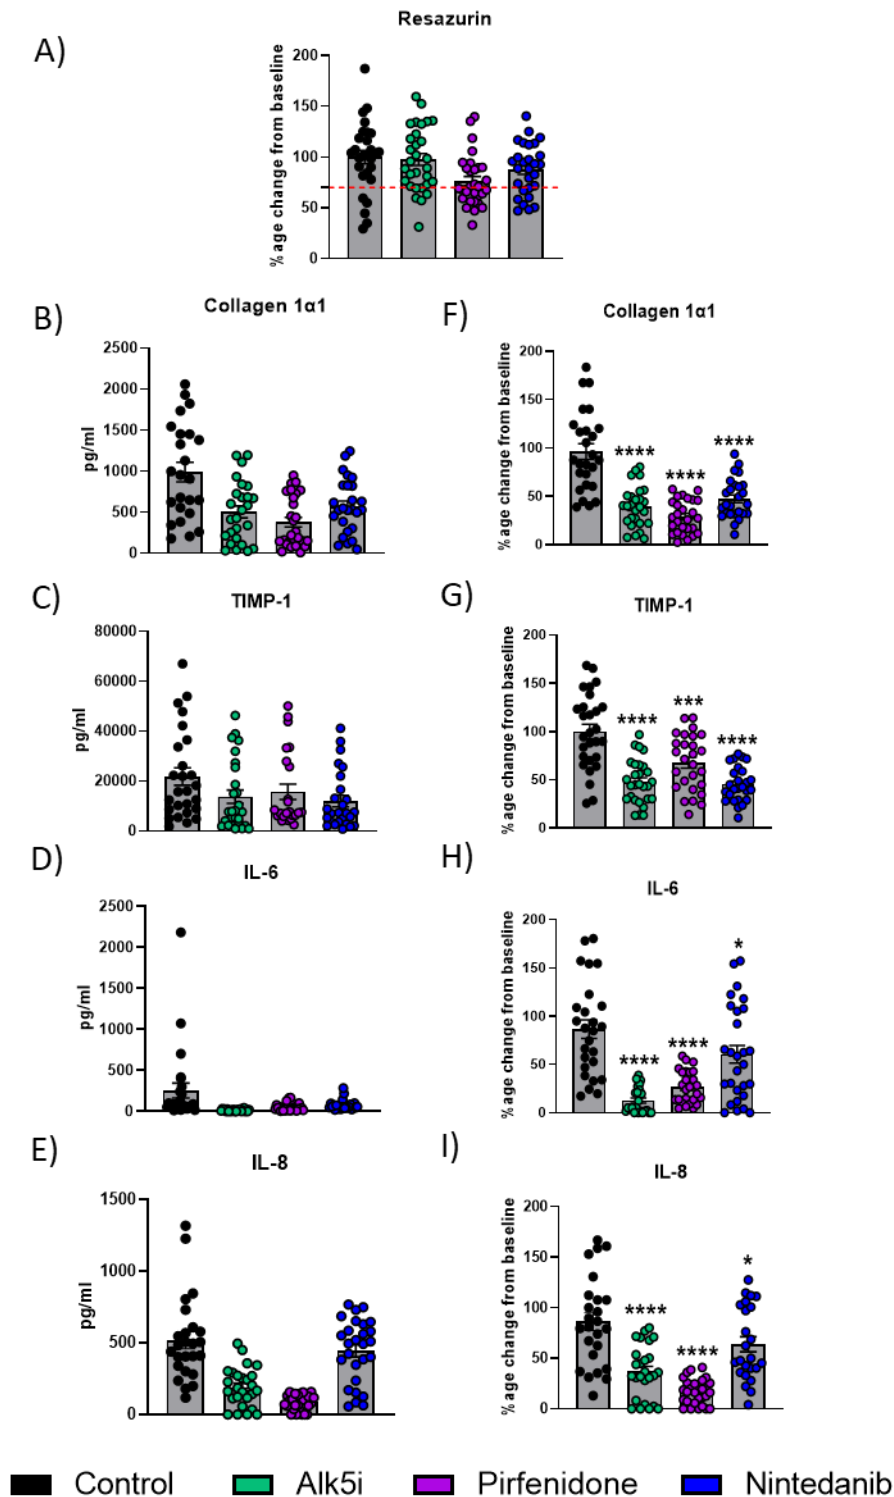 Resazurin
A)
% age change from baseline
200
150
100
50
0
B)
Collagen 1α1
pg/ml
2500
2000
1500
1000
500
0
F)
Collagen 1α1
% age change from baseline
200
150
100
50
0
****
****
****
C)
TIMP-1
pg/ml
80000
60000
40000
20000
0
G)
TIMP-1
% age change from baseline
200
150
100
50
0
****
***
****
D)
IL-6
pg/ml
2500
2000
1500
1000
500
0
H)
IL-6
% age change from baseline
200
150
100
50
0
****
****
*
E)
IL-8
pg/ml
1500
1000
500
0
I)
IL-8
% age change from baseline
200
150
100
50
0
****
****
*
Control Alk5i Pirfenidone Nintedanib